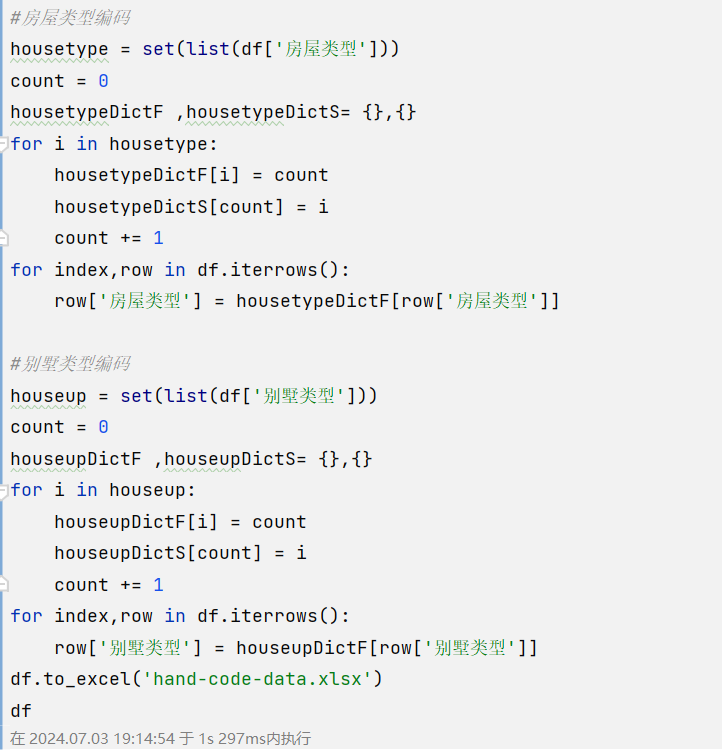 #房屋类型编码
housetype = set(list(df['房屋类型']))
count = 0
housetypeDictF ,housetypeDictS= {},{}
for i in housetype:
    housetypeDictF[i] = count
    housetypeDictS[count] = i
    count += 1
for index,row in df.iterrows():
    row['房屋类型'] = housetypeDictF[row['房屋类型']]
#别墅类型编码
houseup = set(list(df['别墅类型']))
count = 0
houseupDictF ,houseupDictS= {},{}
for i in houseup:
    houseupDictF[i] = count
    houseupDictS[count] = i
    count += 1
for index,row in df.iterrows():
    row['别墅类型'] = houseupDictF[row['别墅类型']]
df.to_excel('hand-code-data.xlsx')
df
在 2024.07.03 19:14:54 于 1s 297ms内执行